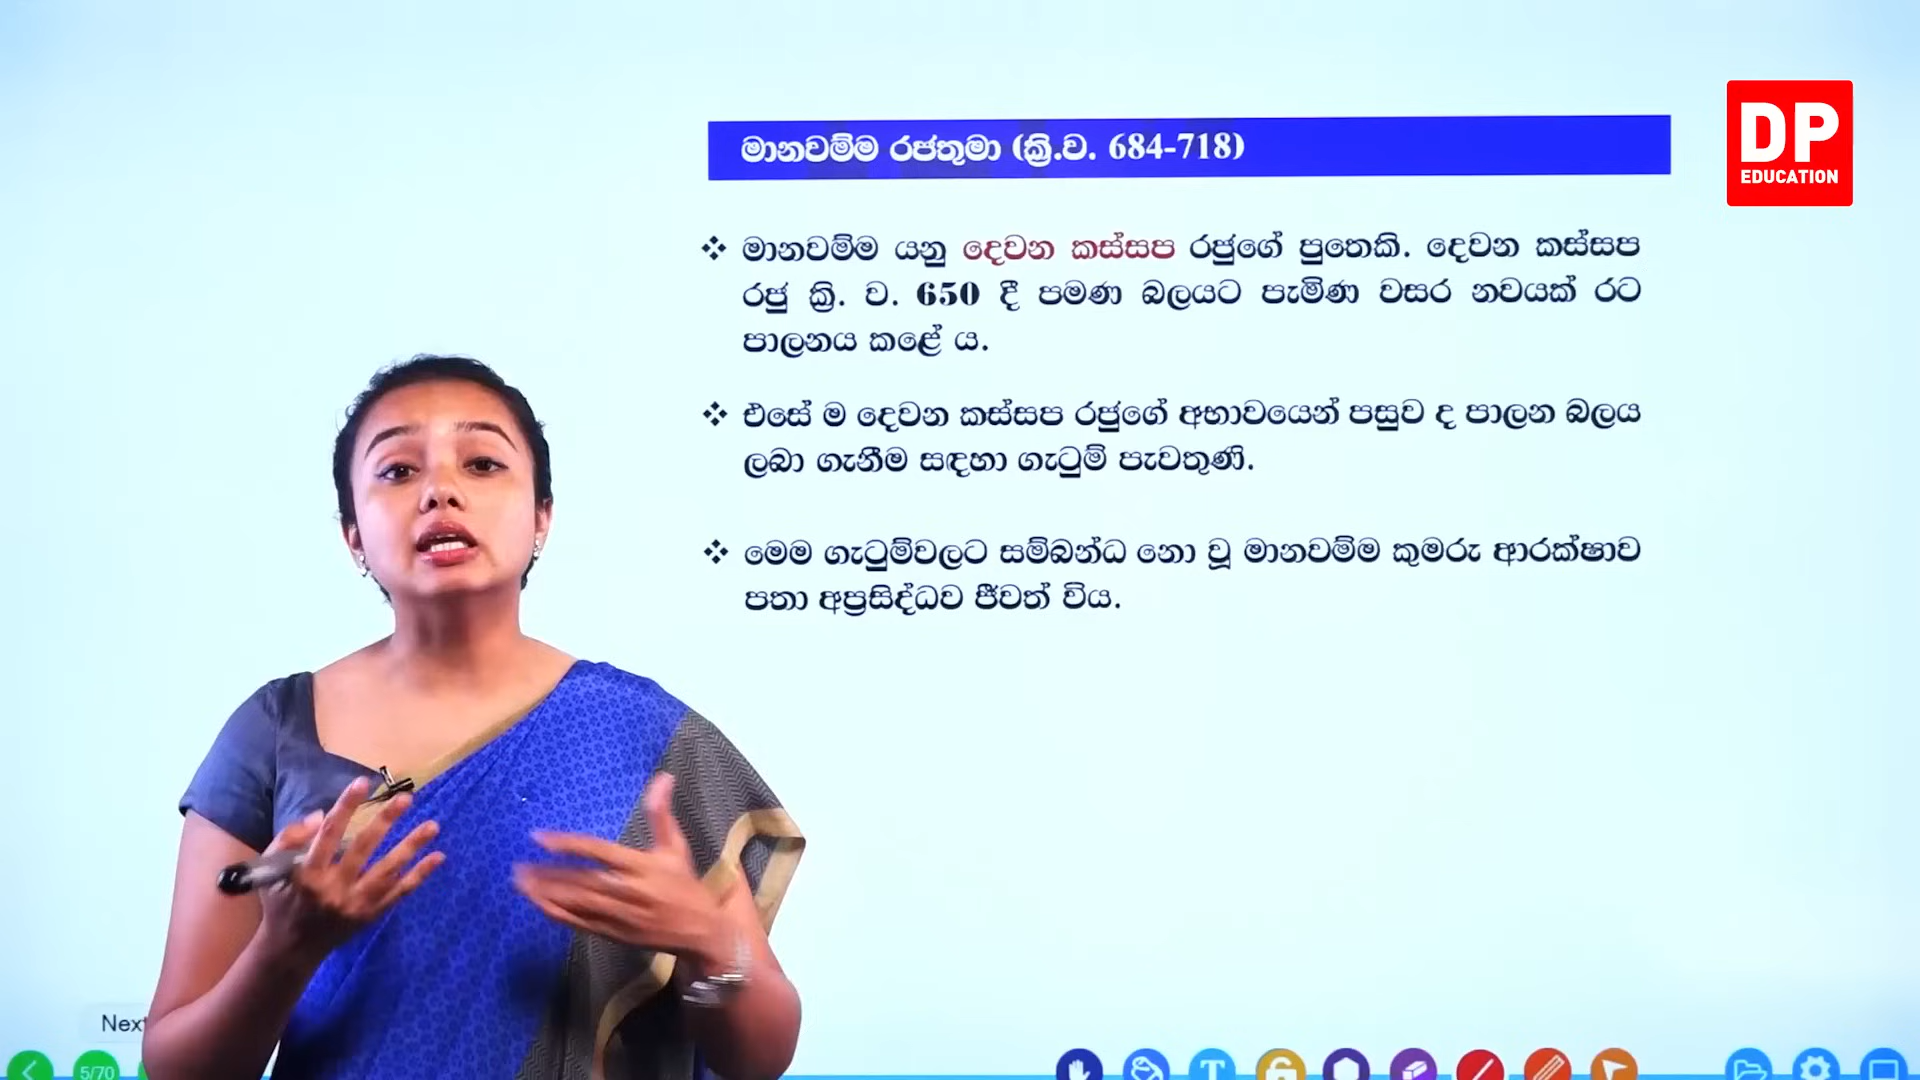 DP
EDUCATION
මානවම්ම රජතුමා (ක්‍රි.ව. 684-718)
❖ මානවම්ම යනු දෙවන කස්සප රජුගේ පුතෙකි. දෙවන කස්සප
රජු ක්‍රි. ව. 650 දී පමණ බලයට පැමිණ වසර නවයක් රට
පාලනය කළේ ය.
❖ එසේ ම දෙවන කස්සප රජුගේ අභාවයෙන් පසුව ද පාලන බලය
ලබා ගැනීම සඳහා ගැටුම් පැවතුණි.
❖ මෙම ගැටුම්වලට සම්බන්ධ නො වූ මානවම්ම කුමරු ආරක්ෂාව
පතා අප්‍රසිද්ධව ජීවත් විය.
Next
5/70